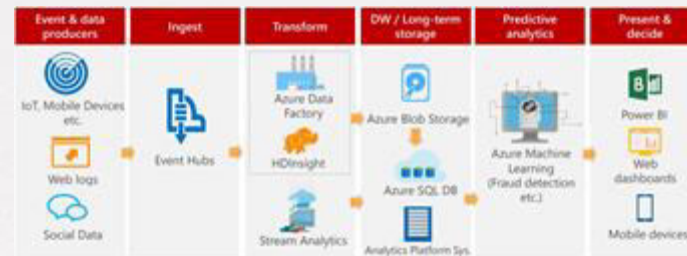 Event & data
producers
Ingest
Transform
DW / Long-term
storage
Predictive
analytics
Present &
decide
IoT, Mobile Devices
etc.
Web logs
Social Data
Event Hubs
Azure Data
Factory
HDInsight
Stream Analytics
Azure Blob Storage
Azure SQL DB
Analytics Platform Sys.
Azure Machine
Learning
(Fraud detection
etc.)
Power BI
Web
dashboards
Mobile devices